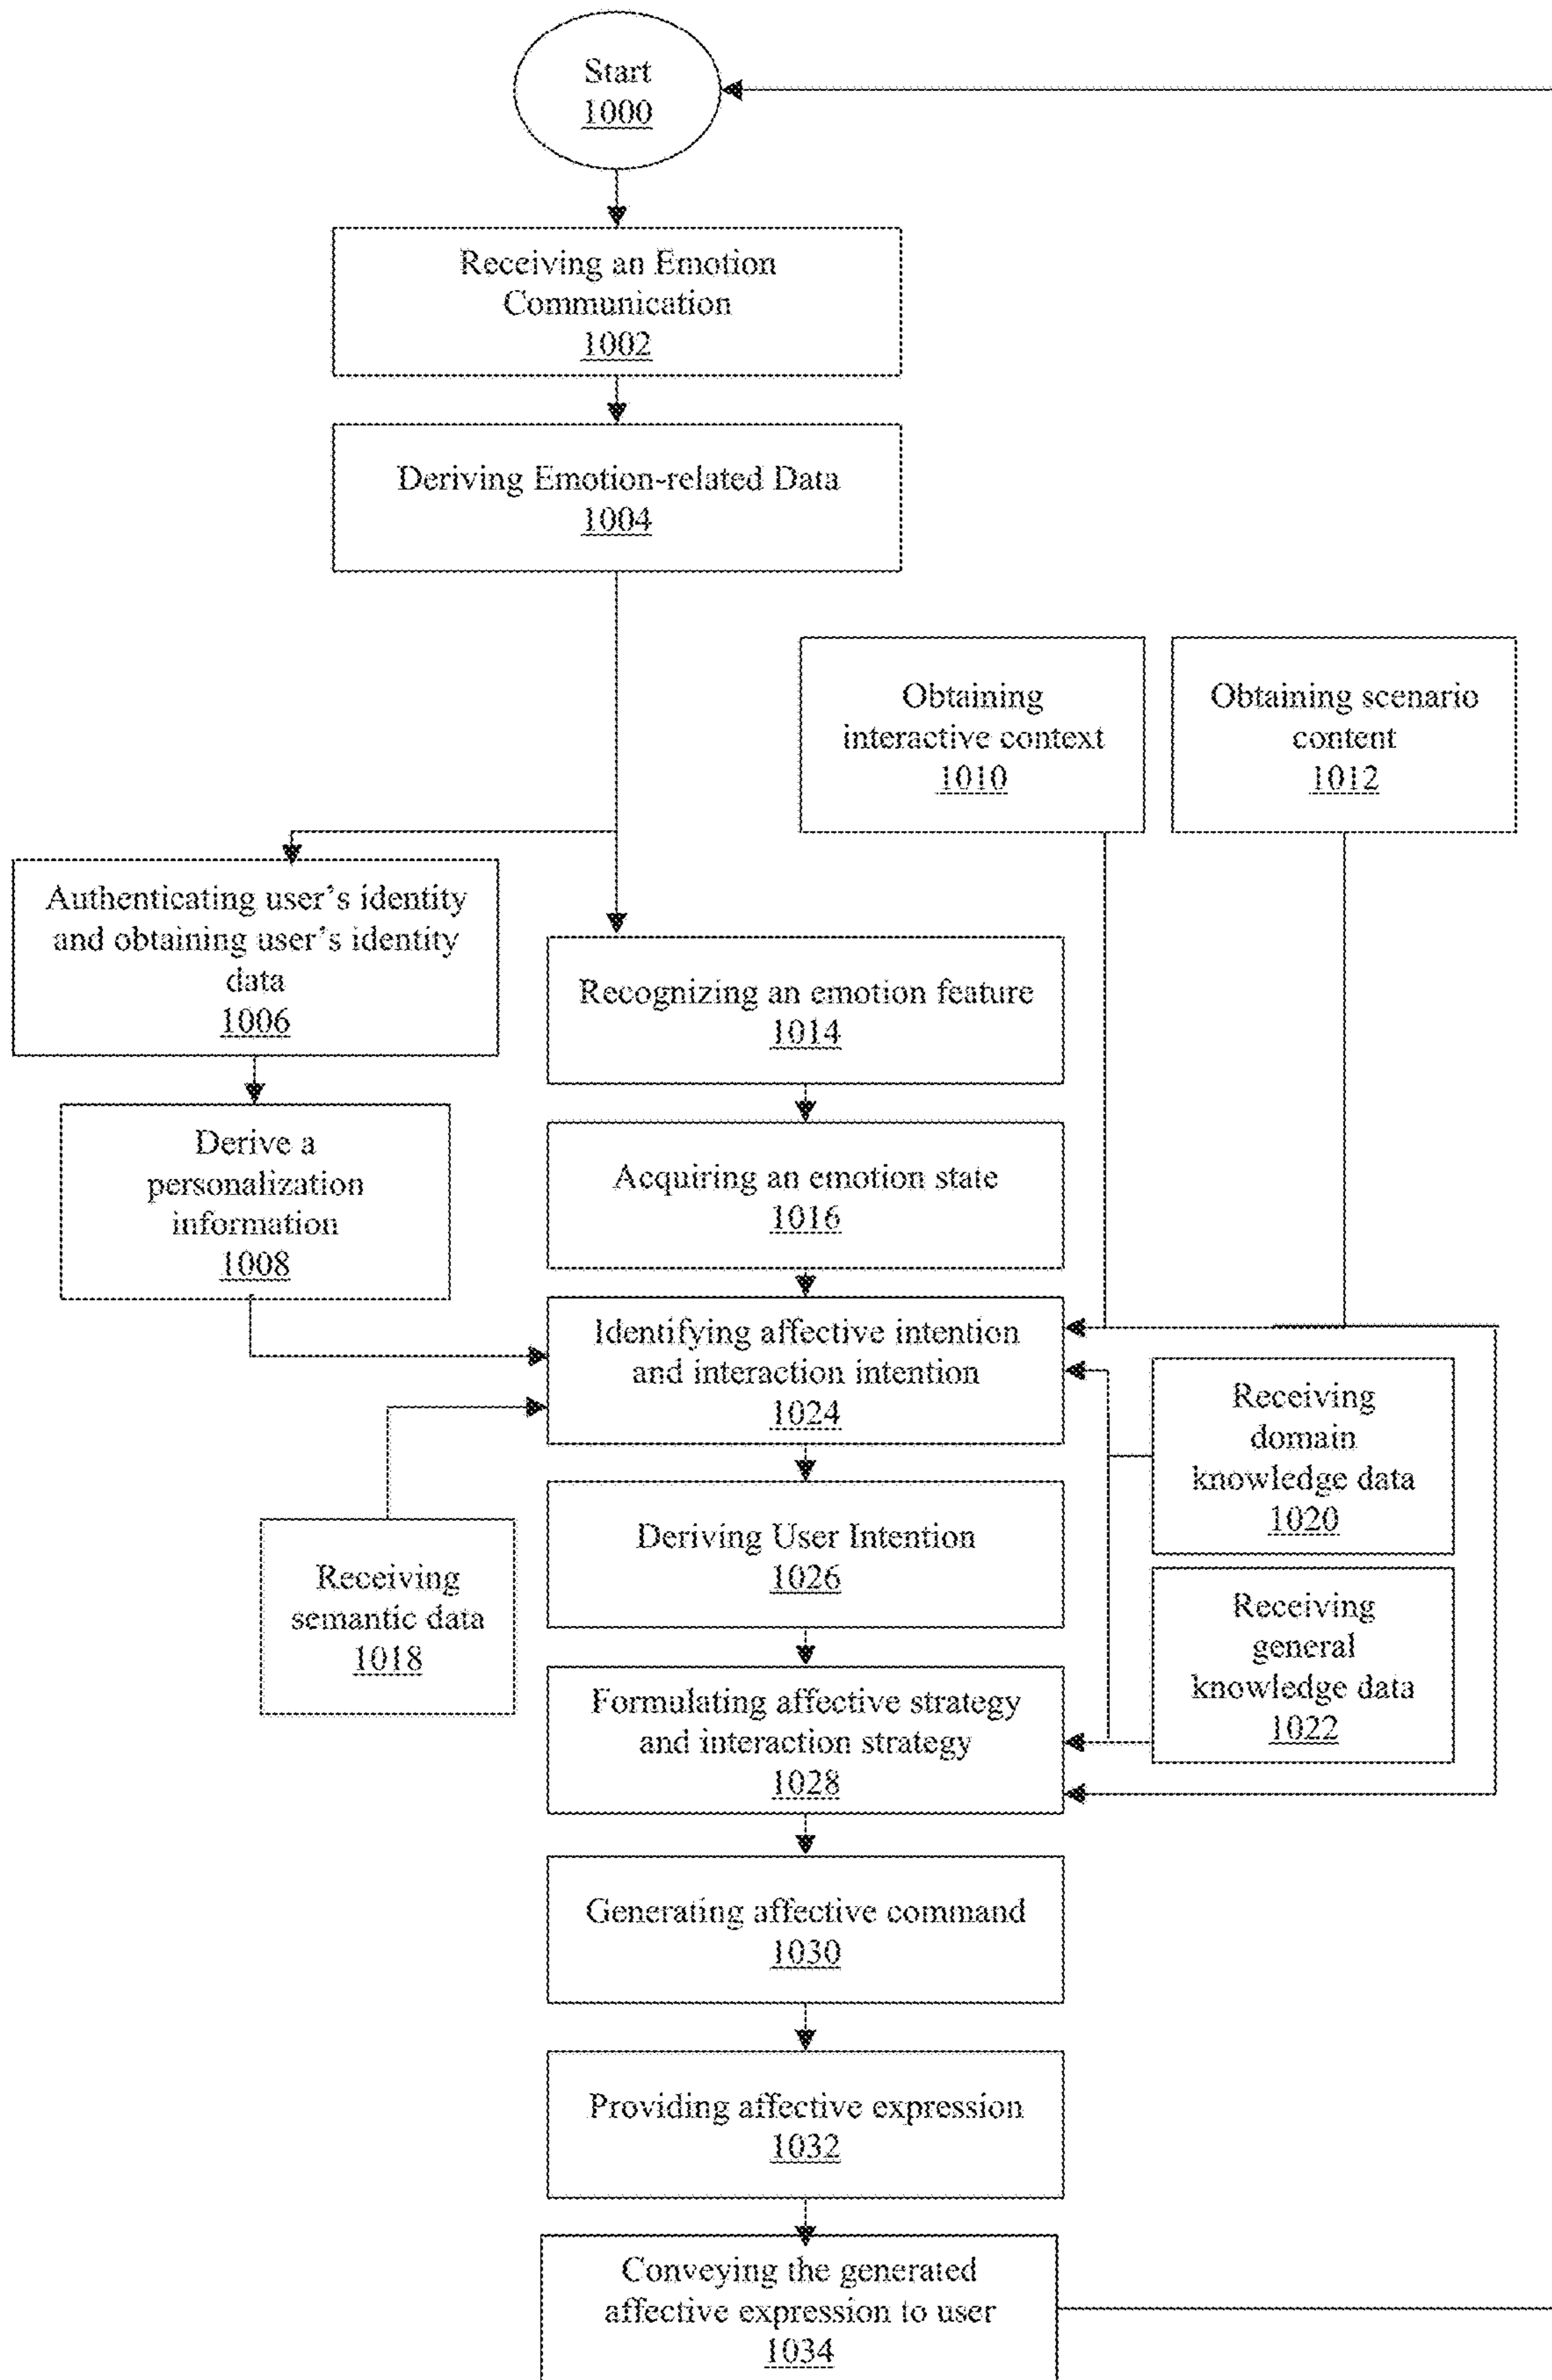 Start
1000
Receiving an Emotion
Communication
1002
Deriving Emotion-related Data
1004
Obtaining
interactive context
1010
Obtaining scenario
content
1012
Authenticating user's identity
and obtaining user's identity
data
1006
Recognizing an emotion feature
1014
Derive a
personalization
information
1008
Acquiring an emotion state
1016
Identifying affective intention
and interaction intention
1024
Receiving
domain
knowledge data
1020
Deriving User Intention
1026
Receiving
semantic data
1018
Receiving
general
knowledge data
1022
Formulating affective strategy
and interaction strategy
1028
Generating affective command
1030
Providing affective expression
1032
Conveying the generated
affective expression to user
1034